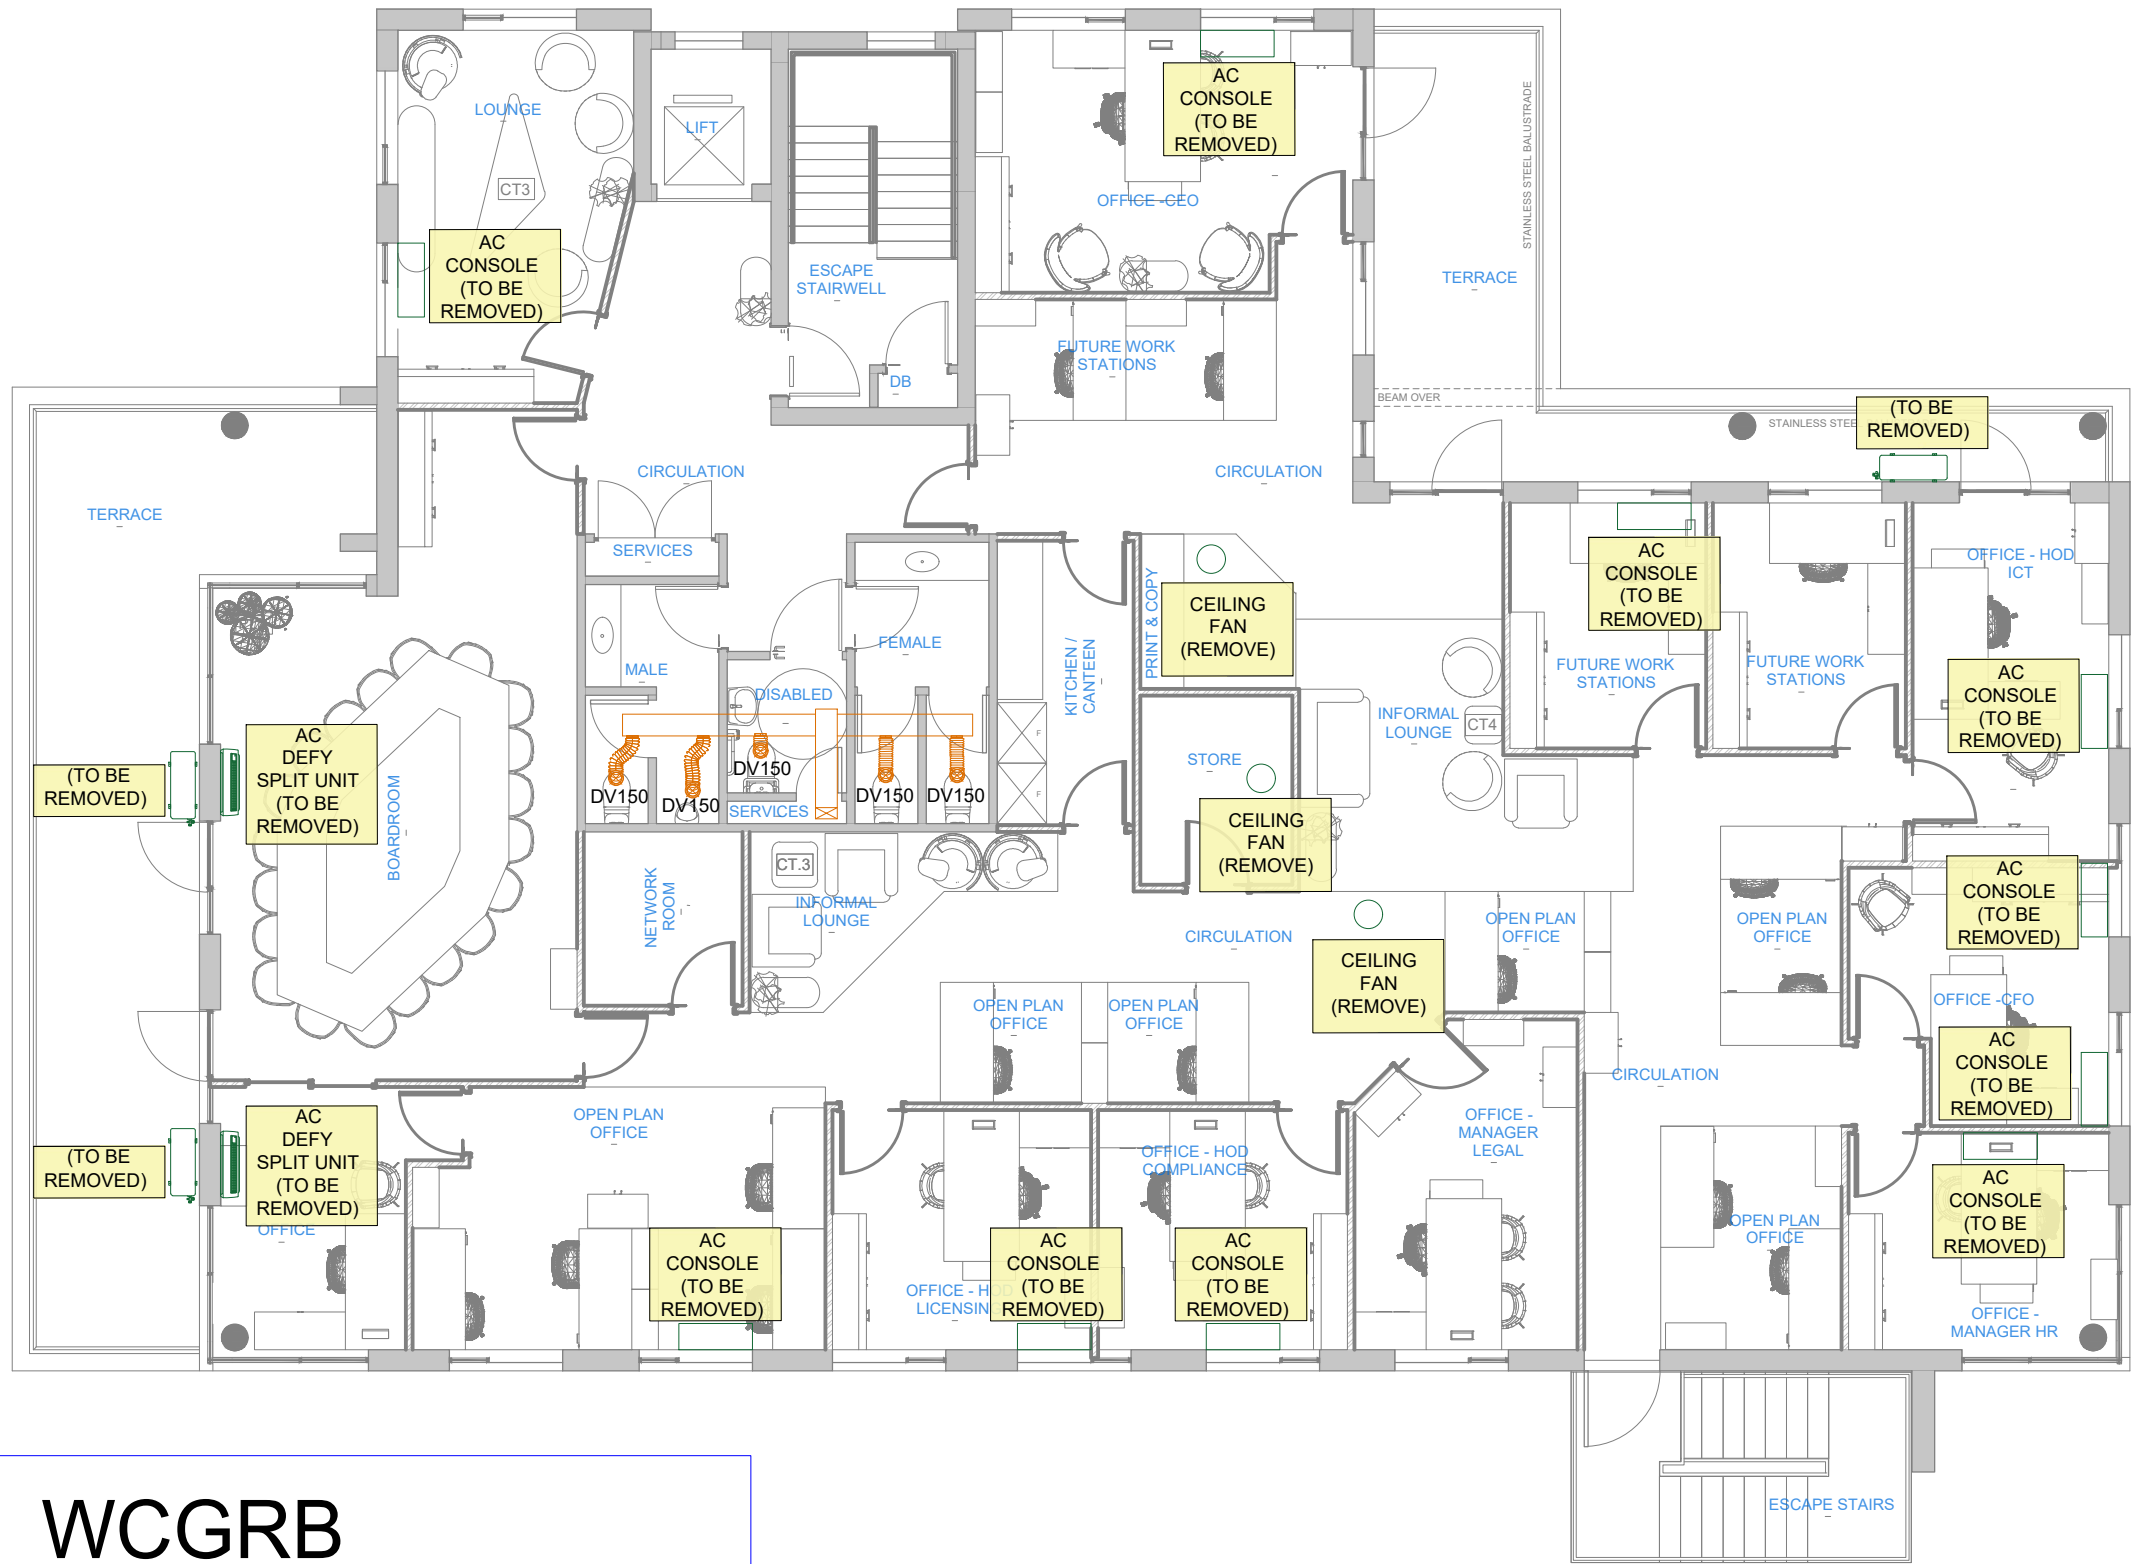 LOUNGE
CT3
AC
CONSOLE
(TO BE
REMOVED)
LIFT
ESCAPE
STAIRWELL
DB
AC
CONSOLE
(TO BE
REMOVED)
OFFICE -CEO
FUTURE WORK
STATIONS
STAINLESS STEEL BALUSTRADE
TERRACE
BEAM OVER
STAINLESS STEE
(TO BE
REMOVED)
TERRACE
CIRCULATION
CIRCULATION
SERVICES
MALE
DISABLED
FEMALE
KITCHEN /
CANTEEN
F
F
PRINT & COPY
CEILING
FAN
(REMOVE)
AC
CONSOLE
(TO BE
REMOVED)
FUTURE WORK
STATIONS
FUTURE WORK
STATIONS
OFFICE - HOD
ICT
AC
CONSOLE
(TO BE
REMOVED)
INFORMAL
LOUNGE
CT4
STORE
CEILING
FAN
(REMOVE)
(TO BE
REMOVED)
AC
DEFY
SPLIT UNIT
(TO BE
REMOVED)
BOARDROOM
DV150
DV150
DV150
DV150
DV150
SERVICES
NETWORK
ROOM
CT.3
INFORMAL
LOUNGE
CIRCULATION
CEILING
FAN
(REMOVE)
OPEN PLAN
OFFICE
OPEN PLAN
OFFICE
AC
CONSOLE
(TO BE
REMOVED)
OFFICE -CFO
AC
CONSOLE
(TO BE
REMOVED)
OPEN PLAN
OFFICE
OPEN PLAN
OFFICE
CIRCULATION
(TO BE
REMOVED)
AC
DEFY
SPLIT UNIT
(TO BE
REMOVED)
OFFICE
OPEN PLAN
OFFICE
AC
CONSOLE
(TO BE
REMOVED)
OFFICE - HOD
LICENSING
AC
CONSOLE
(TO BE
REMOVED)
OFFICE - HOD
COMPLIANCE
AC
CONSOLE
(TO BE
REMOVED)
OFFICE -
MANAGER
LEGAL
OPEN PLAN
OFFICE
AC
CONSOLE
(TO BE
REMOVED)
OFFICE -
MANAGER HR
ESCAPE STAIRS
WCGRB